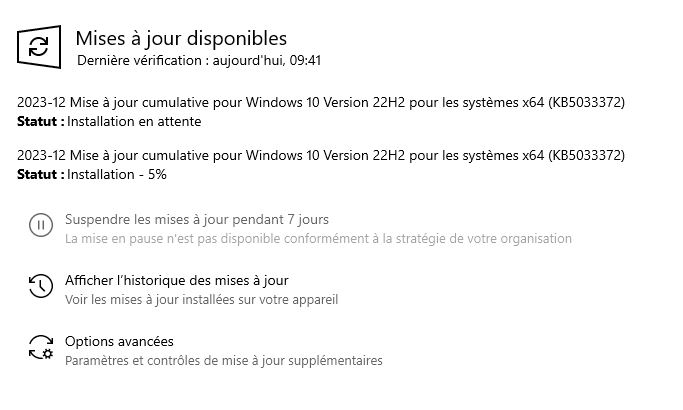 Mises à jour disponibles
Dernière vérification : aujourd'hui, 09:41
2023-12 Mise à jour cumulative pour Windows 10 Version 22H2 pour les systèmes x64 (KB5033372)
Statut : Installation en attente
2023-12 Mise à jour cumulative pour Windows 10 Version 22H2 pour les systèmes x64 (KB5033372)
Statut : Installation - 5%
Suspendre les mises à jour pendant 7 jours
La mise en pause n'est pas disponible conformément à la stratégie de votre organisation
Afficher l’historique des mises à jour
Voir les mises à jour installées sur votre appareil
Options avancées
Paramètres et contrôles de mise à jour supplémentaires